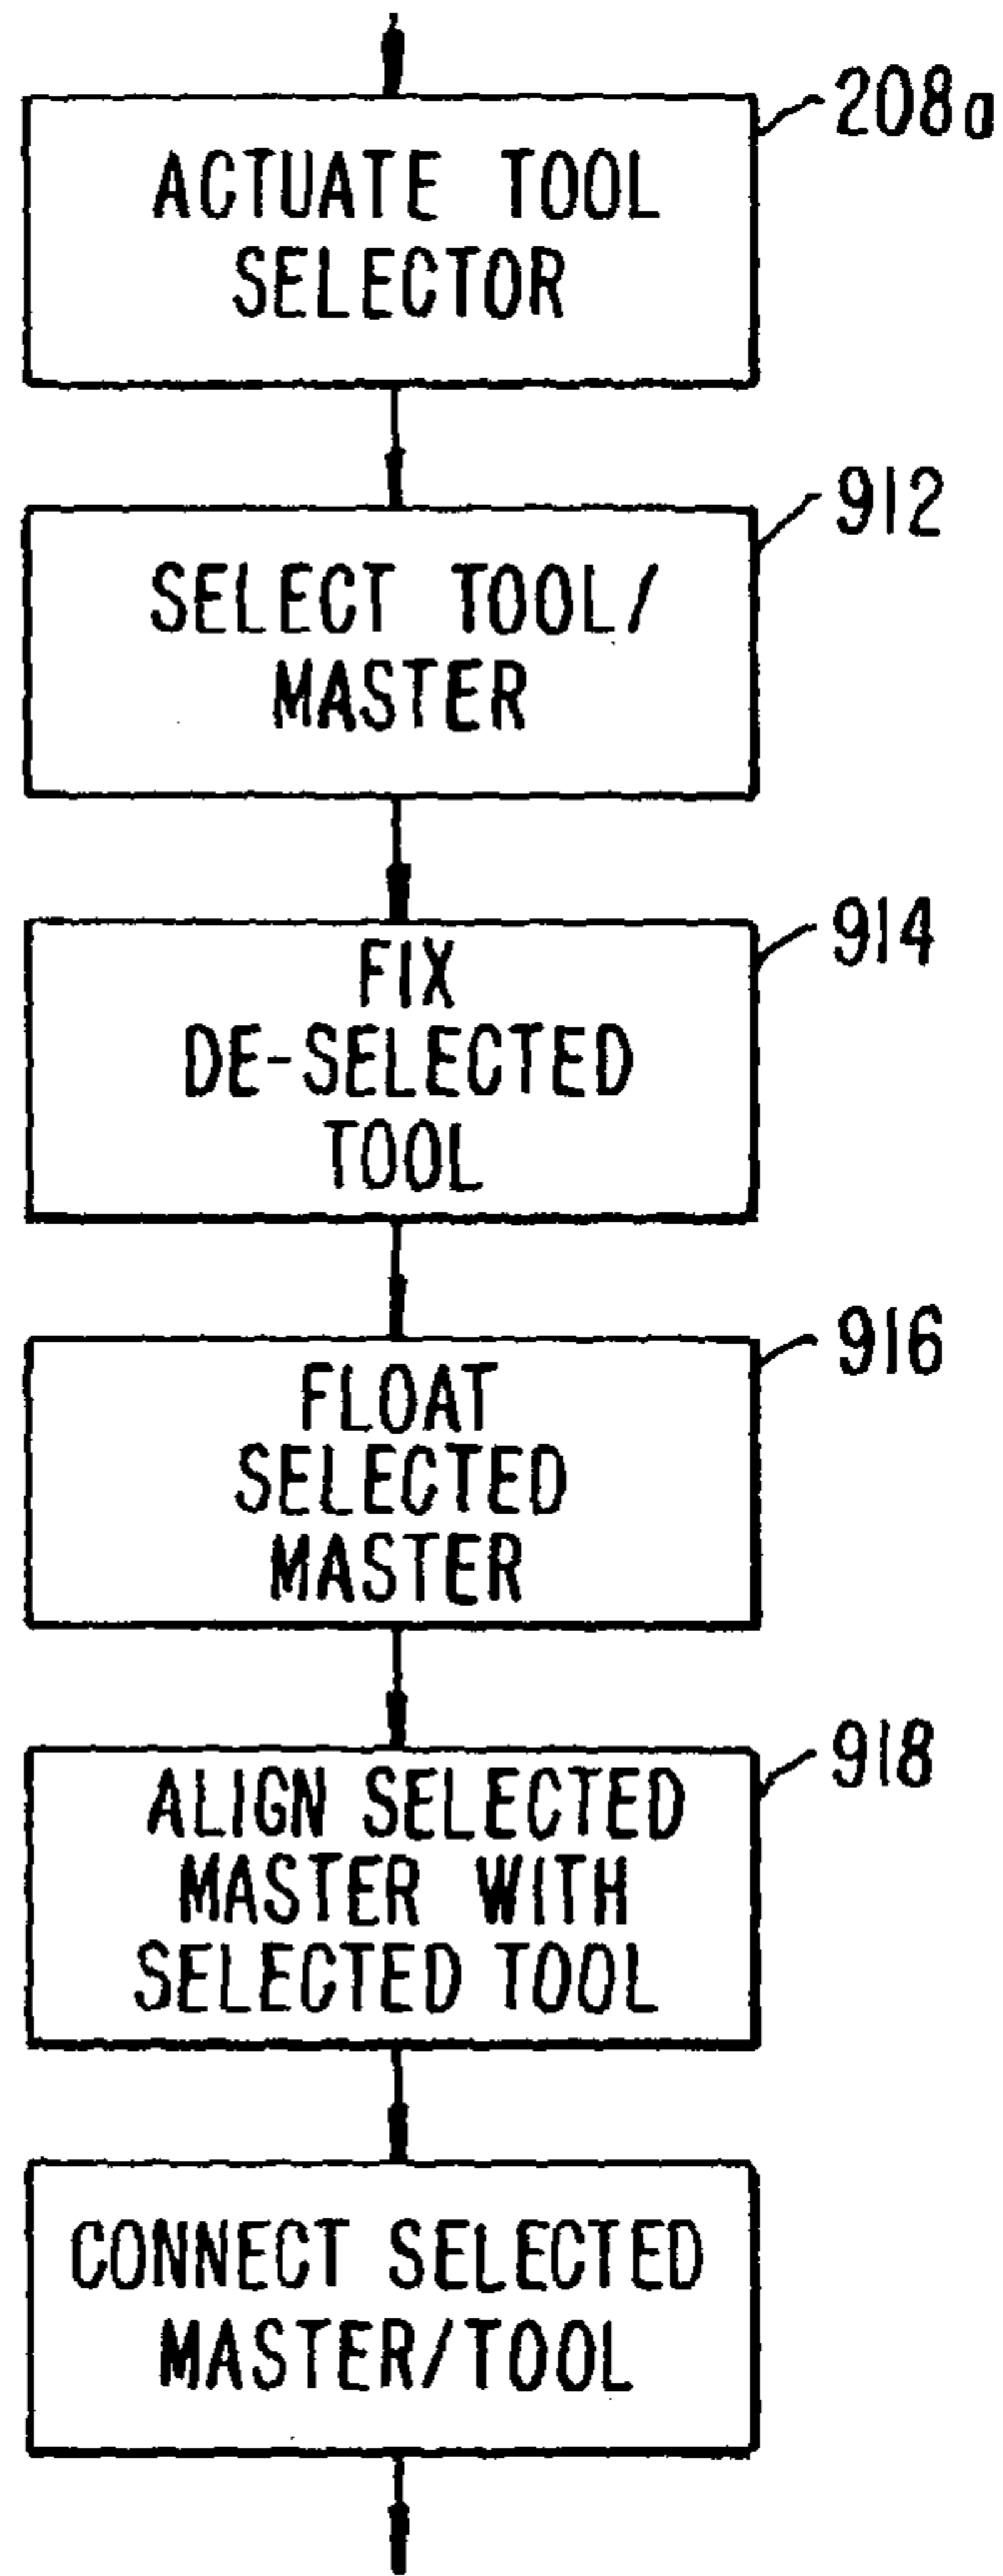 208a
ACTUATE TOOL
SELECTOR
912
SELECT TOOL/
MASTER
914
FIX
DE-SELECTED
TOOL
916
FLOAT
SELECTED
MASTER
918
ALIGN SELECTED
MASTER WITH
SELECTED TOOL
CONNECT SELECTED
MASTER/TOOL